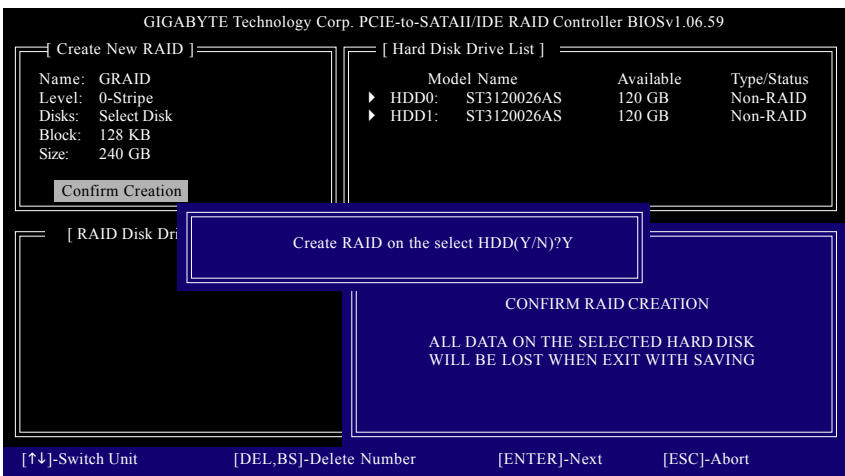 GIGABYTE Technology Corp. PCIE-to-SATAII/IDE RAID Controller BIOSv1.06.59
[ Create New RAID ]
Name: GRAID
Level: 0-Stripe
Disks: Select Disk
Block: 128 KB
Size: 240 GB
Confirm Creation
[ Hard Disk Drive List ]
Model Name Available Type/Status
HDD0: ST3120026AS 120 GB Non-RAID
HDD1: ST3120026AS 120 GB Non-RAID
[ RAID Disk Dri
Create RAID on the select HDD(Y/N)?Y
CONFIRM RAID CREATION
ALL DATA ON THE SELECTED HARD DISK
WILL BE LOST WHEN EXIT WITH SAVING
[↑↓]-Switch Unit [DEL,BS]-Delete Number [ENTER]-Next [ESC]-Abort